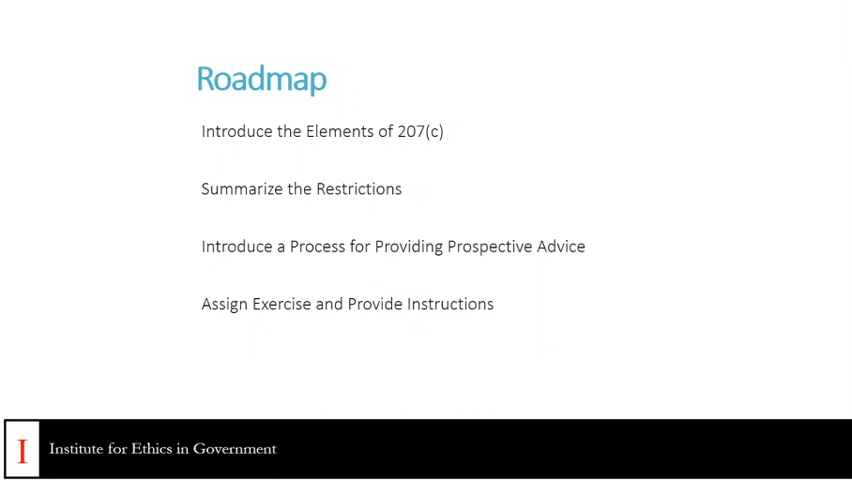 Roadmap
Introduce the Elements of 207(c)
Summarize the Restrictions
Introduce a Process for Providing Prospective Advice
Assign Exercise and Provide Instructions
I Institute for Ethics in Government